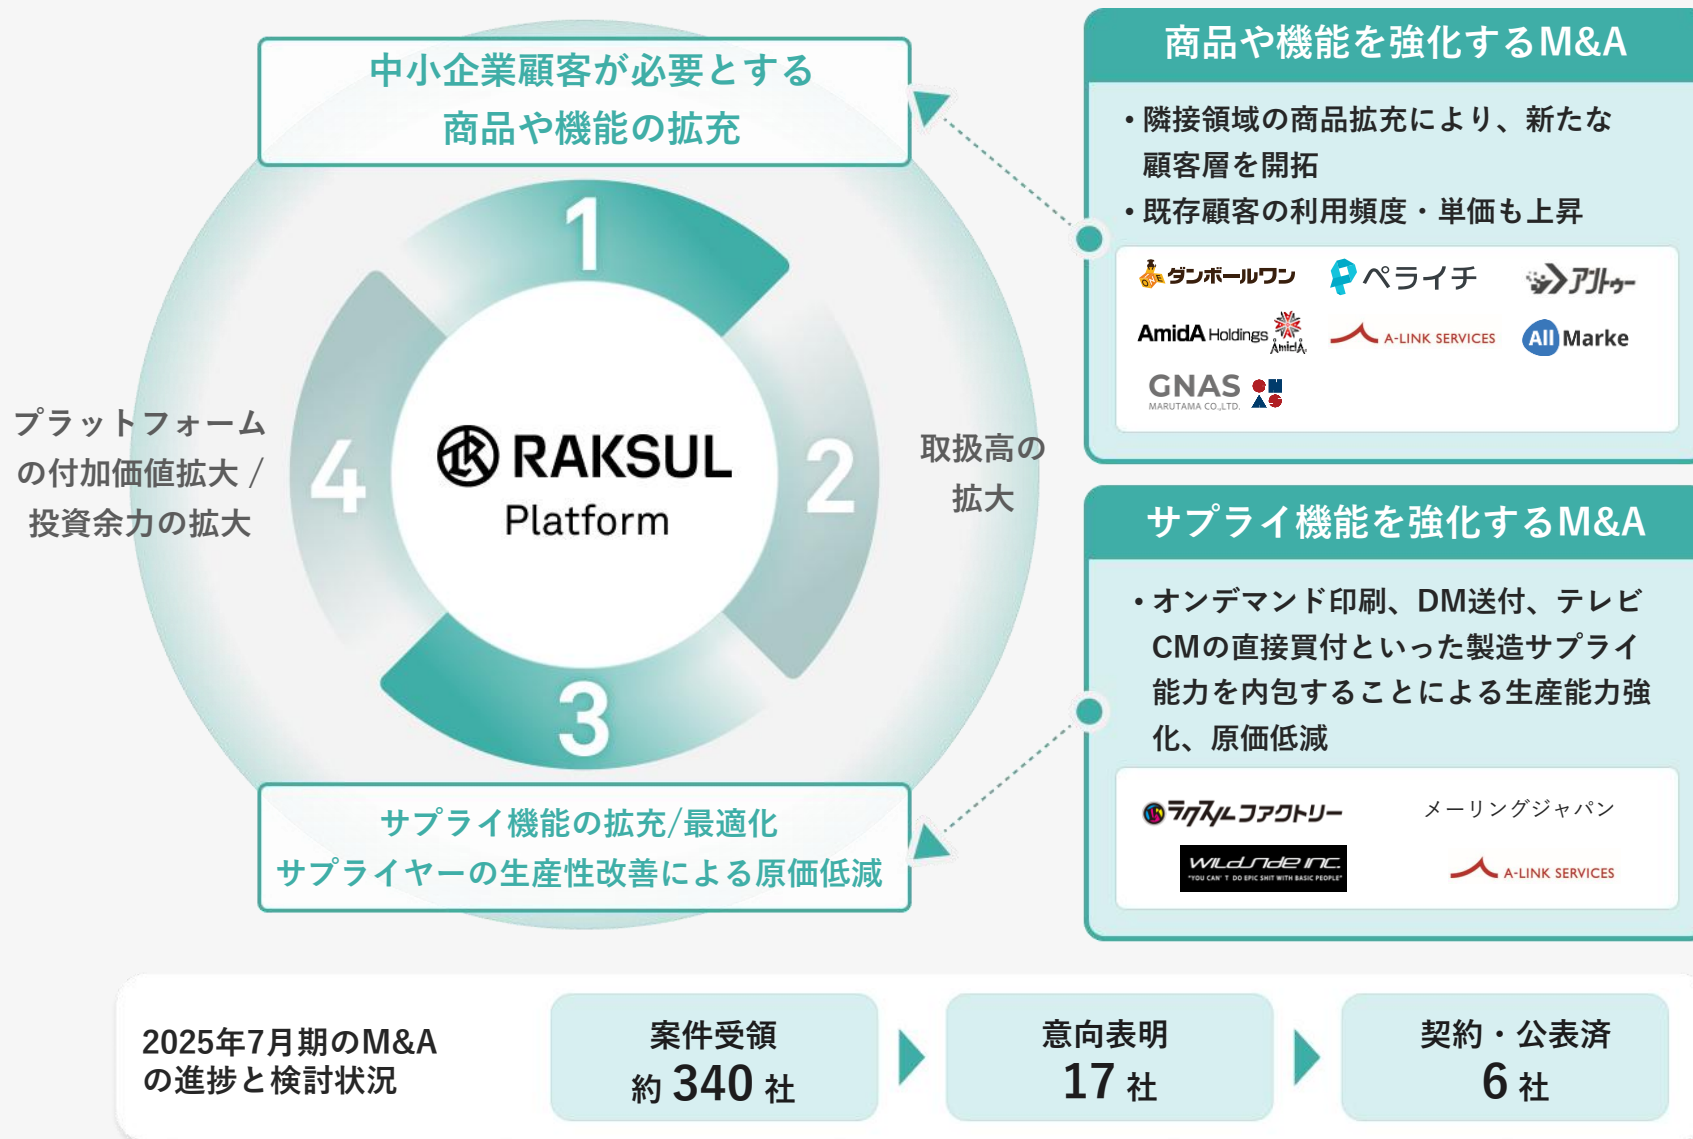 中小企業顧客が必要とする
商品や機能の拡充
1
2
3
4
RAKSUL
Platform
取扱高の
拡大
サプライ機能の拡充/最適化
サプライヤーの生産性改善による原価低減
プラットフォーム
の付加価値拡大 /
投資余力の拡大
商品や機能を強化するM&A
・隣接領域の商品拡充により、新たな
顧客層を開拓
・既存顧客の利用頻度・単価も上昇
ダンボールワン
ペライチ
アントゥー
AmidA Holdings AmidA
A-LINK SERVICES
All Marke
GNAS
MARUTAMA CO.,LTD.
サプライ機能を強化するM&A
・オンデマンド印刷、DM送付、テレビ
CMの直接買付といった製造サプライ
能力を内包することによる生産能力強
化、原価低減
ラクスルファクトリー
メーリングジャパン
WILDSIDE INC.
"YOU CAN'T DO EPIC SHIT WITH BASIC PEOPLE"
A-LINK SERVICES
2025年7月期のM&A
の進捗と検討状況
案件受領
約 340 社
意向表明
17 社
契約・公表済
6 社